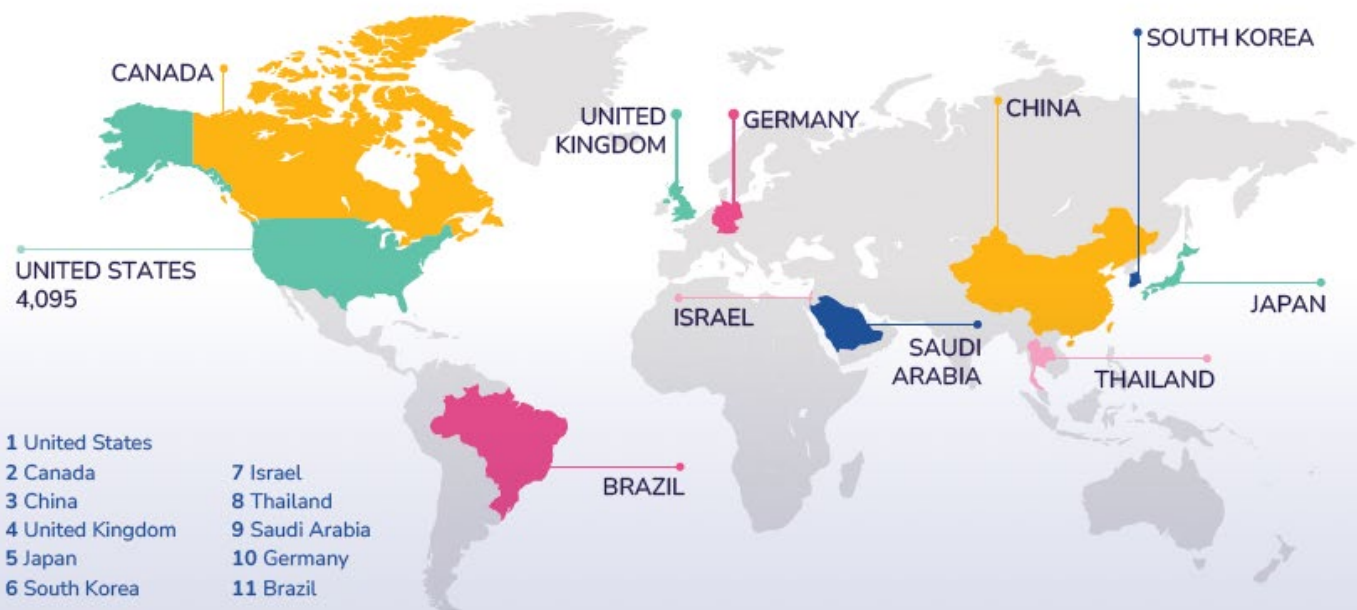 CANADA
UNITED
KINGDOM
GERMANY
CHINA
SOUTH KOREA
UNITED STATES
4,095
ISRAEL
SAUDI
ARABIA
JAPAN
THAILAND
BRAZIL
1 United States
2 Canada
3 China
4 United Kingdom
5 Japan
6 South Korea
7 Israel
8 Thailand
9 Saudi Arabia
10 Germany
11 Brazil